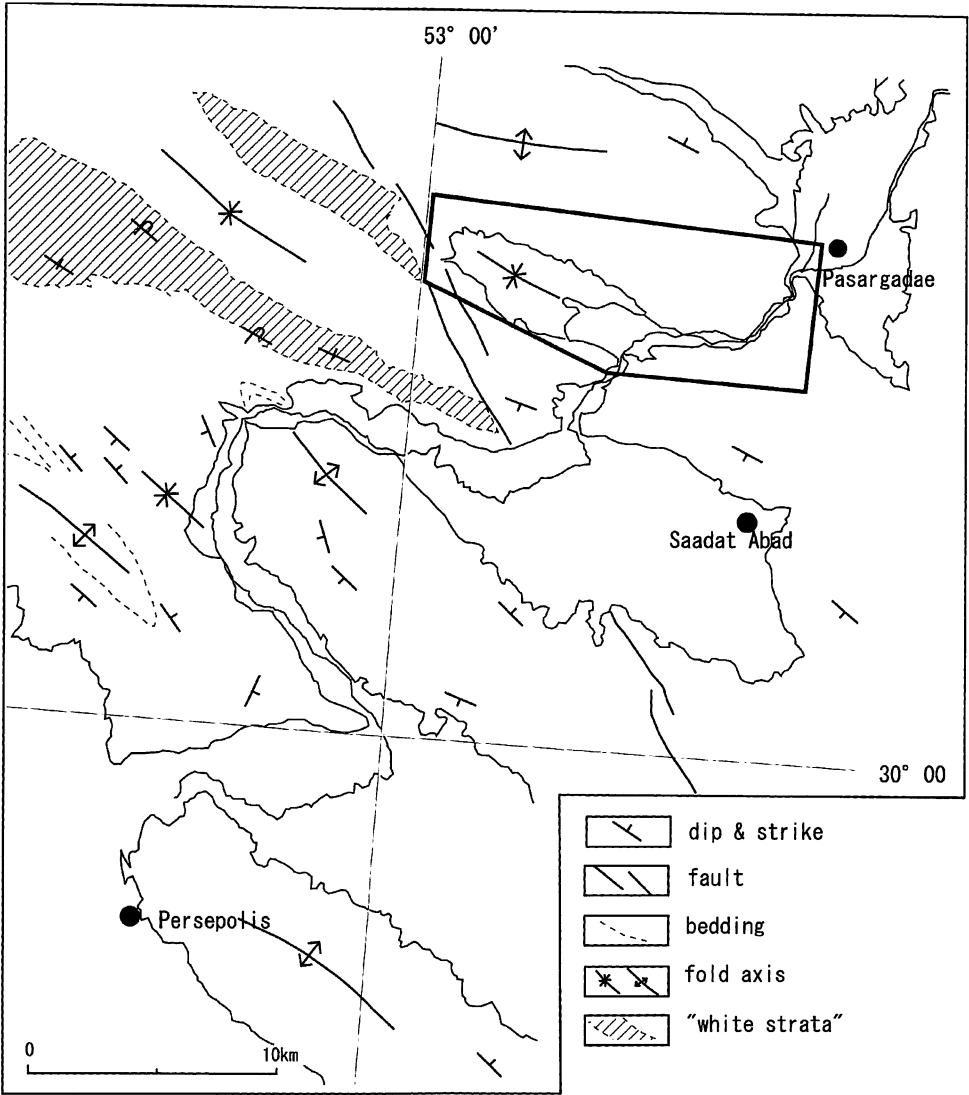 53° 00'
Pasargadae
Saadat Abad
30° 00
Persepolis
dip & strike
fault
bedding
fold axis
"white strata"
0
10km